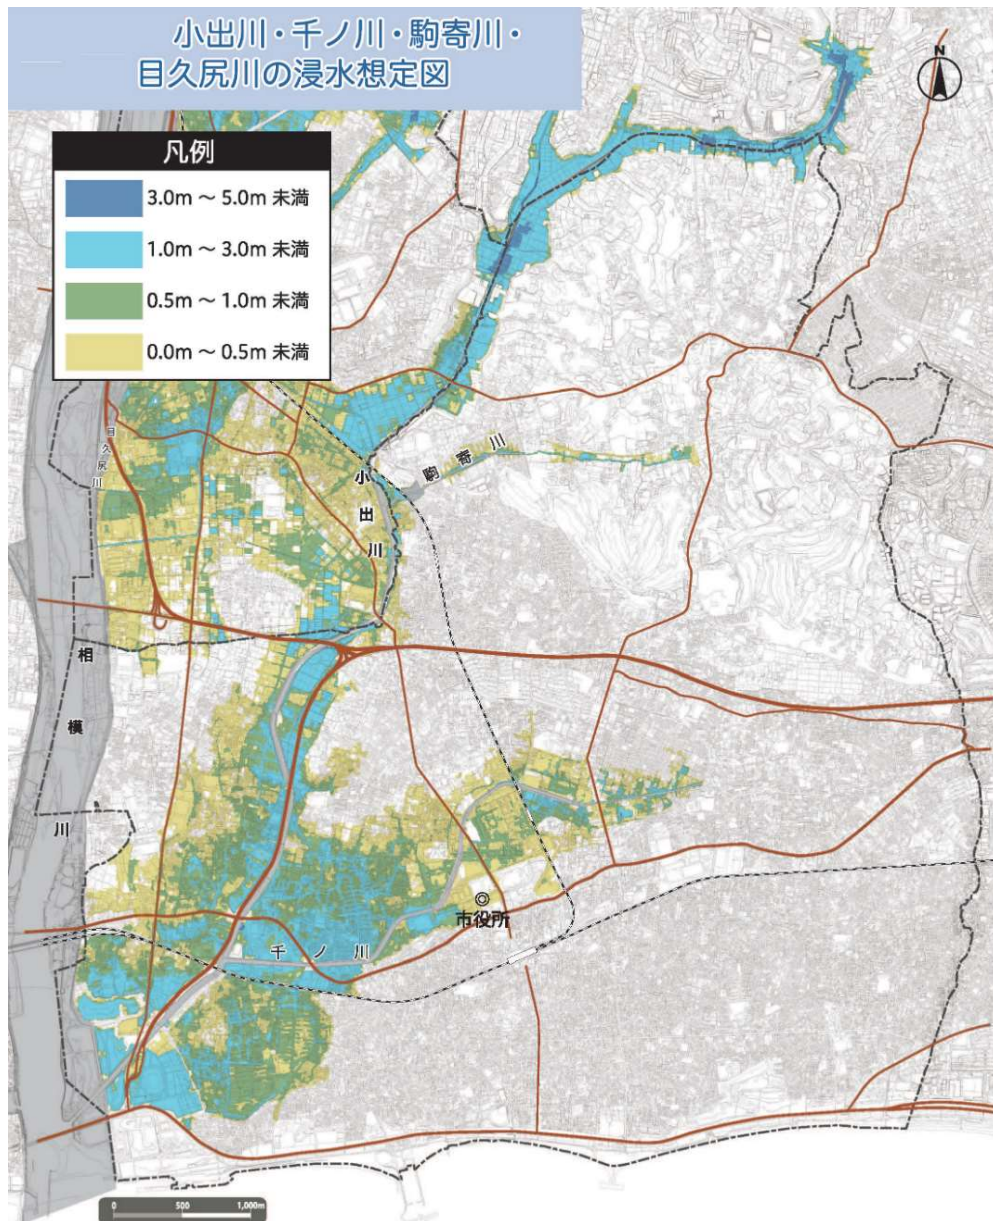 小出川・千ノ川・駒寄川・
目久尻川の浸水想定図
N
凡例
3.0m ～ 5.0m 未満
1.0m ～ 3.0m 未満
0.5m ～ 1.0m 未満
0.0m ～ 0.5m 未満
目久尻川
小出川
駒寄川
相模川
市役所
千ノ川
0 500 1,000m